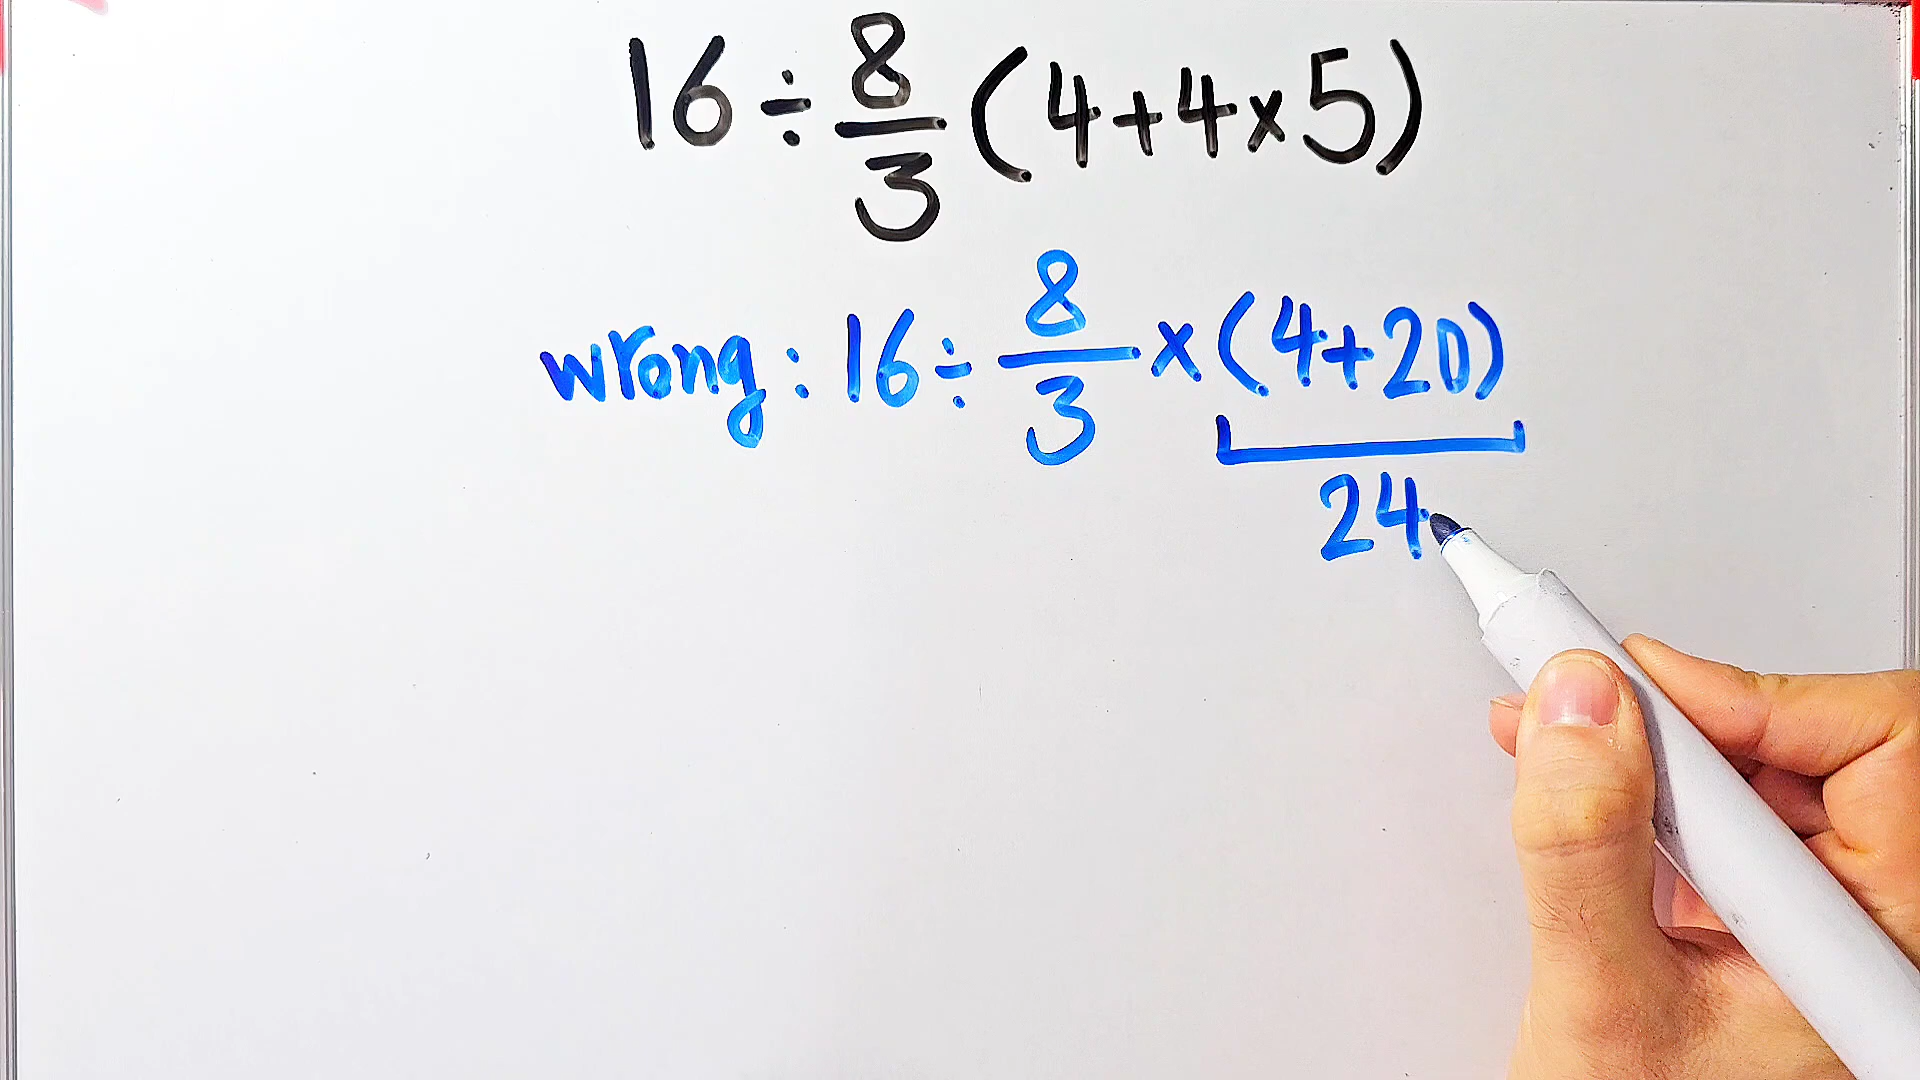 16 ÷ 8/3 (4+4×5)
wrong: 16 ÷ 8/3 × (4+20)
24